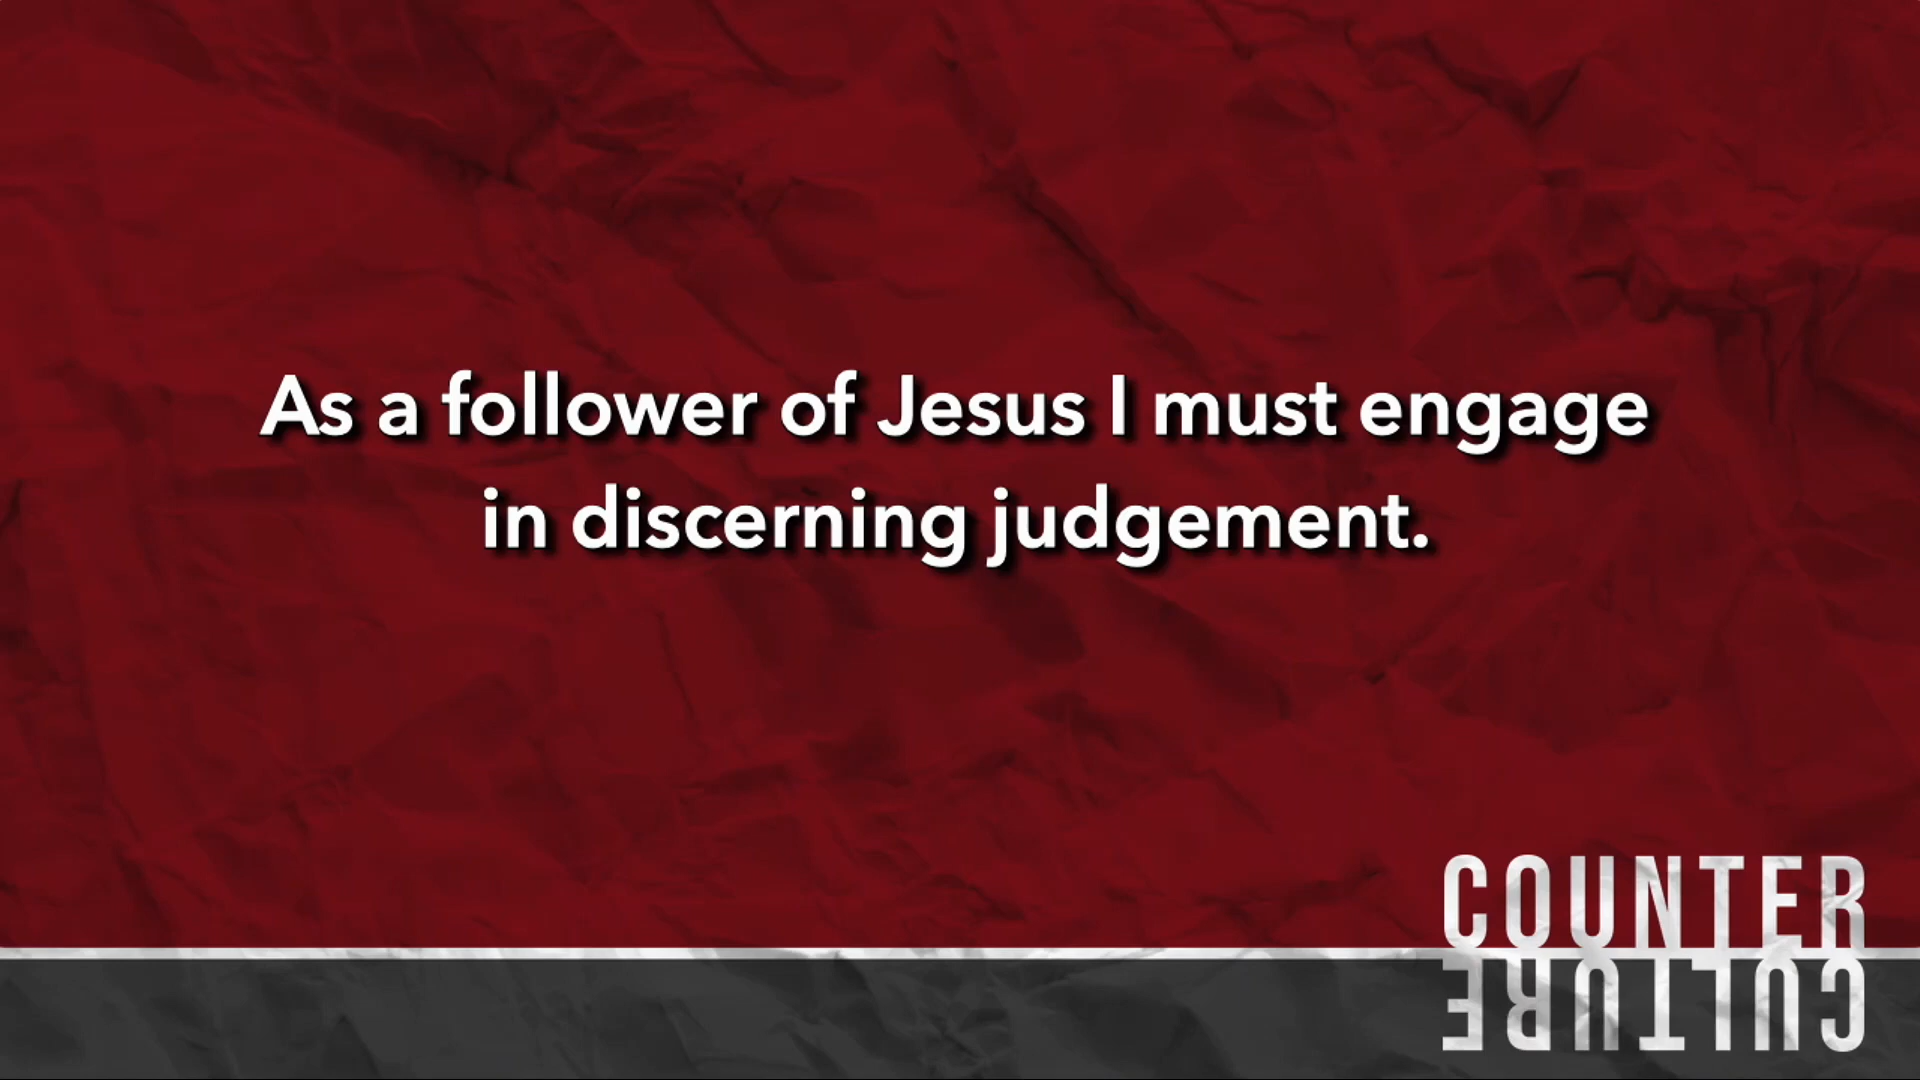 As a follower of Jesus I must engage
in discerning judgement.
COUNTER
CULTURE